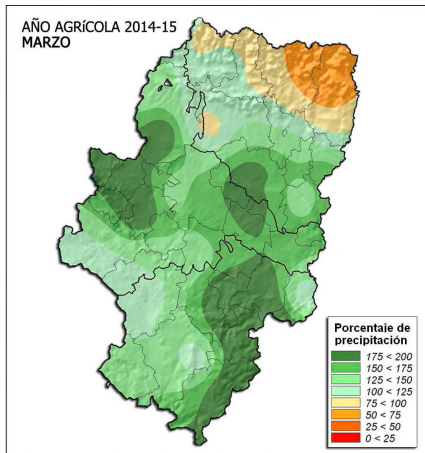 AÑO AGRíCOLA 2014-15
MARZO
Porcentaje de
precipitación
175 < 200
150 < 175
125 < 150
100 < 125
75 < 100
50 < 75
25 < 50
0 < 25